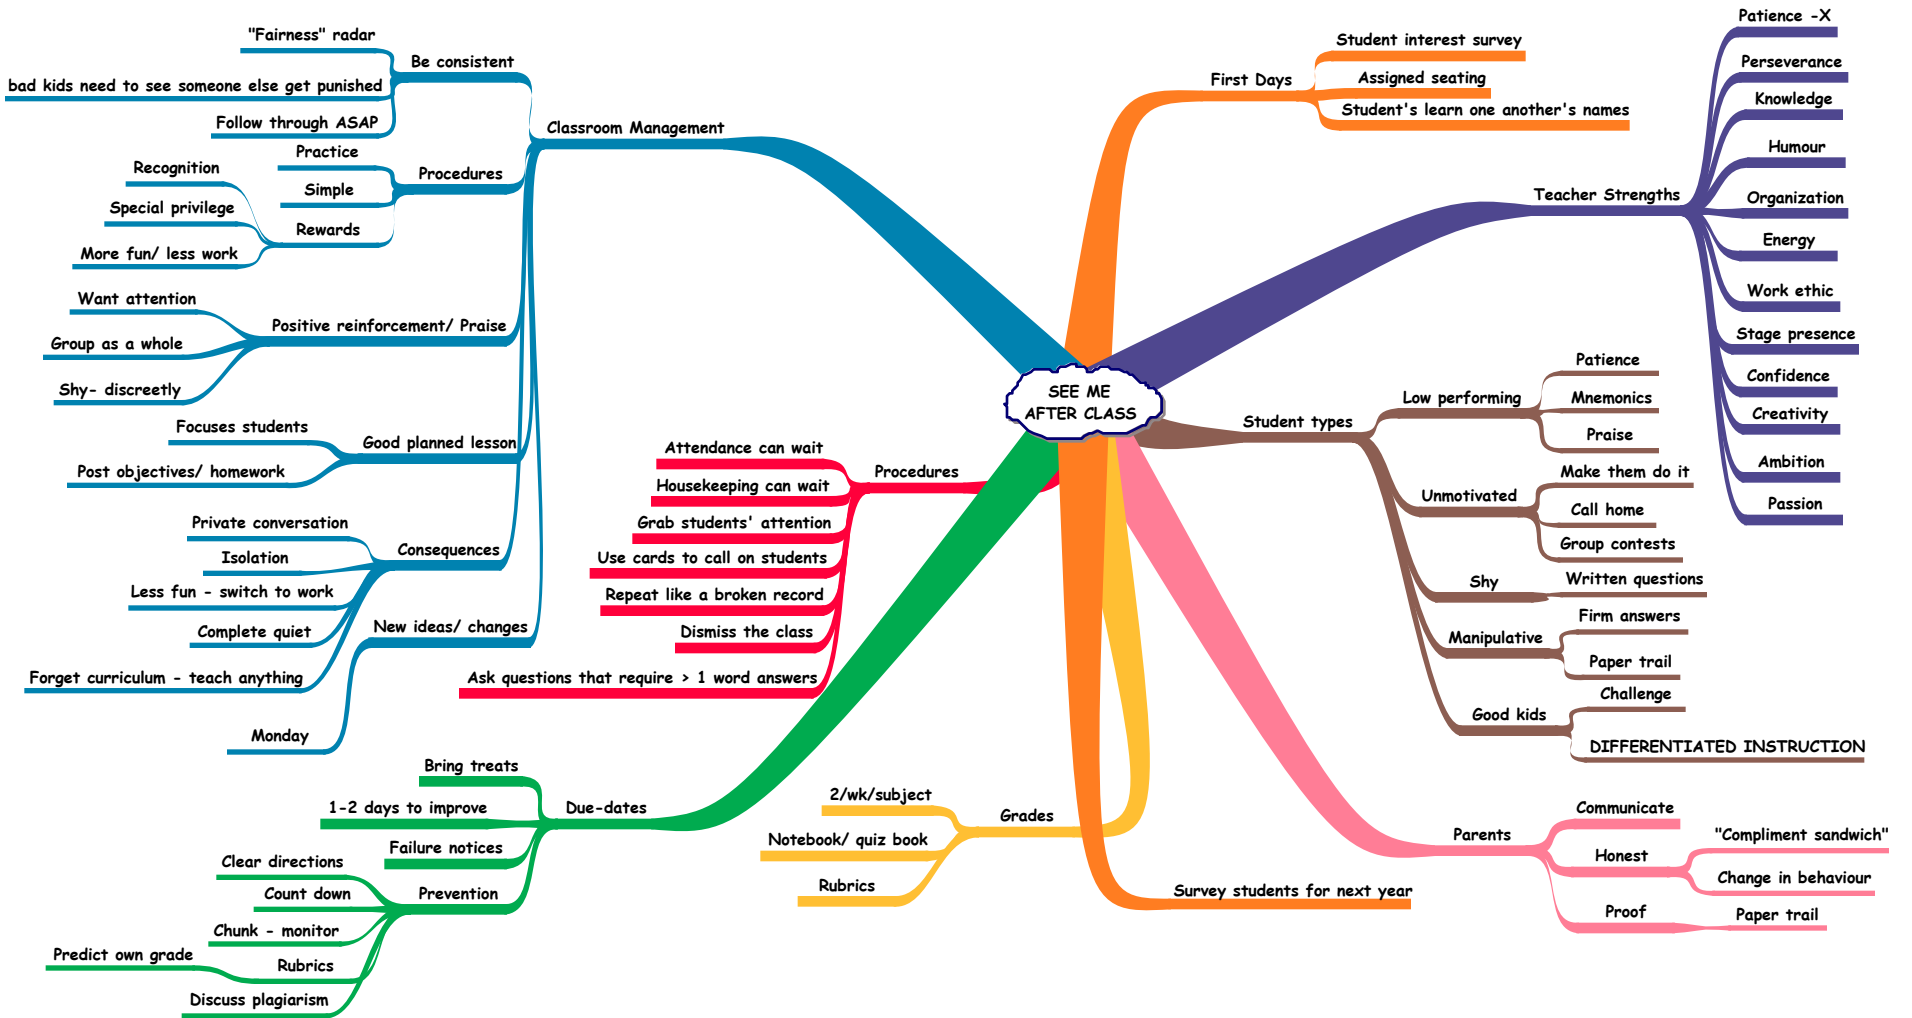 SEE ME
AFTER CLASS
Classroom Management
Be consistent
"Fairness" radar
bad kids need to see someone else get punished
Follow through ASAP
Procedures
Practice
Simple
Rewards
Recognition
Special privilege
More fun/ less work
Positive reinforcement/ Praise
Want attention
Group as a whole
Shy- discreetly
Good planned lesson
Focuses students
Post objectives/ homework
Consequences
Private conversation
Isolation
Less fun - switch to work
Complete quiet
Forget curriculum - teach anything
New ideas/ changes
Monday
First Days
Student interest survey
Assigned seating
Student's learn one another's names
Teacher Strengths
Patience -X
Perseverance
Knowledge
Humour
Organization
Energy
Work ethic
Stage presence
Confidence
Creativity
Ambition
Passion
Student types
Low performing
Patience
Mnemonics
Praise
Unmotivated
Make them do it
Call home
Group contests
Shy
Written questions
Manipulative
Firm answers
Paper trail
Good kids
Challenge
DIFFERENTIATED INSTRUCTION
Procedures
Attendance can wait
Housekeeping can wait
Grab students' attention
Use cards to call on students
Repeat like a broken record
Dismiss the class
Ask questions that require > 1 word answers
Due-dates
Bring treats
1-2 days to improve
Failure notices
Prevention
Clear directions
Count down
Chunk - monitor
Rubrics
Predict own grade
Discuss plagiarism
Grades
2/wk/subject
Notebook/ quiz book
Rubrics
Survey students for next year
Parents
Communicate
Honest
"Compliment sandwich"
Change in behaviour
Proof
Paper trail